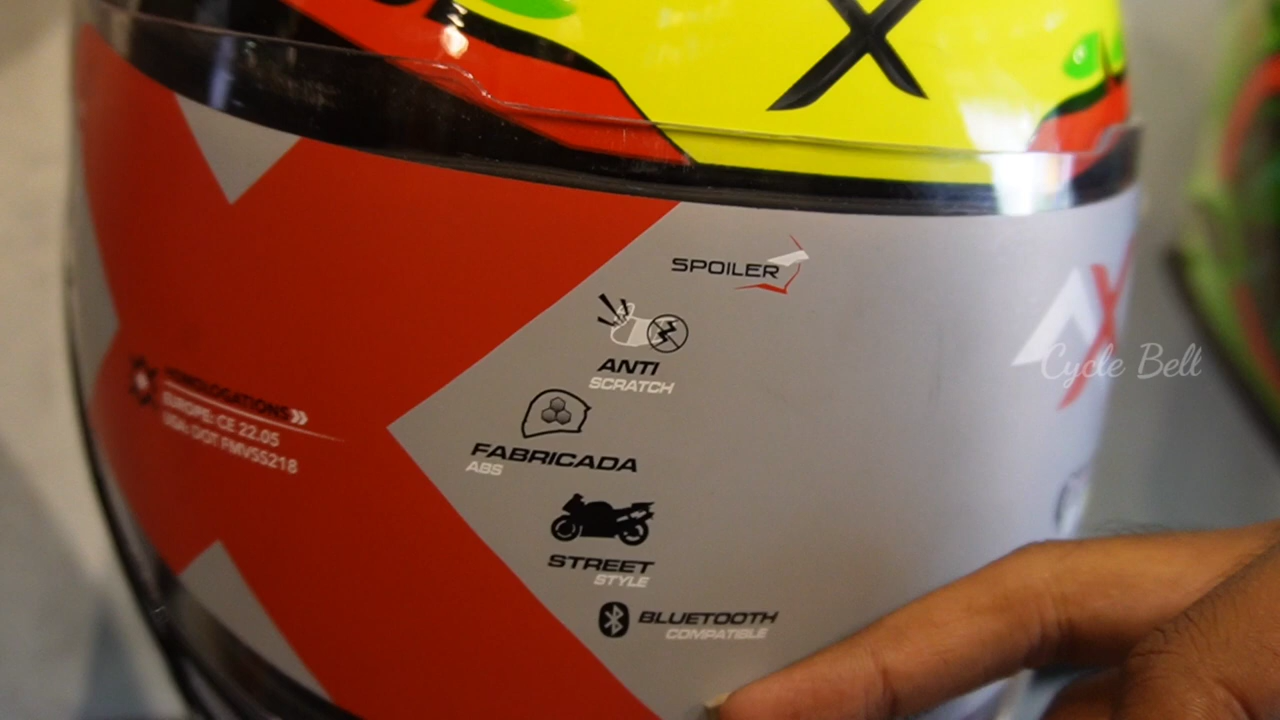 X
SPOILER
ANTI
SCRATCH
FABRICADA
ABS
STREET
STYLE
BLUETOOTH
COMPATIBLE
HOMOLOGATIONS
EUROPE: CE 22.05
USA: DOT FMVSS218
AX
Cycle Bell